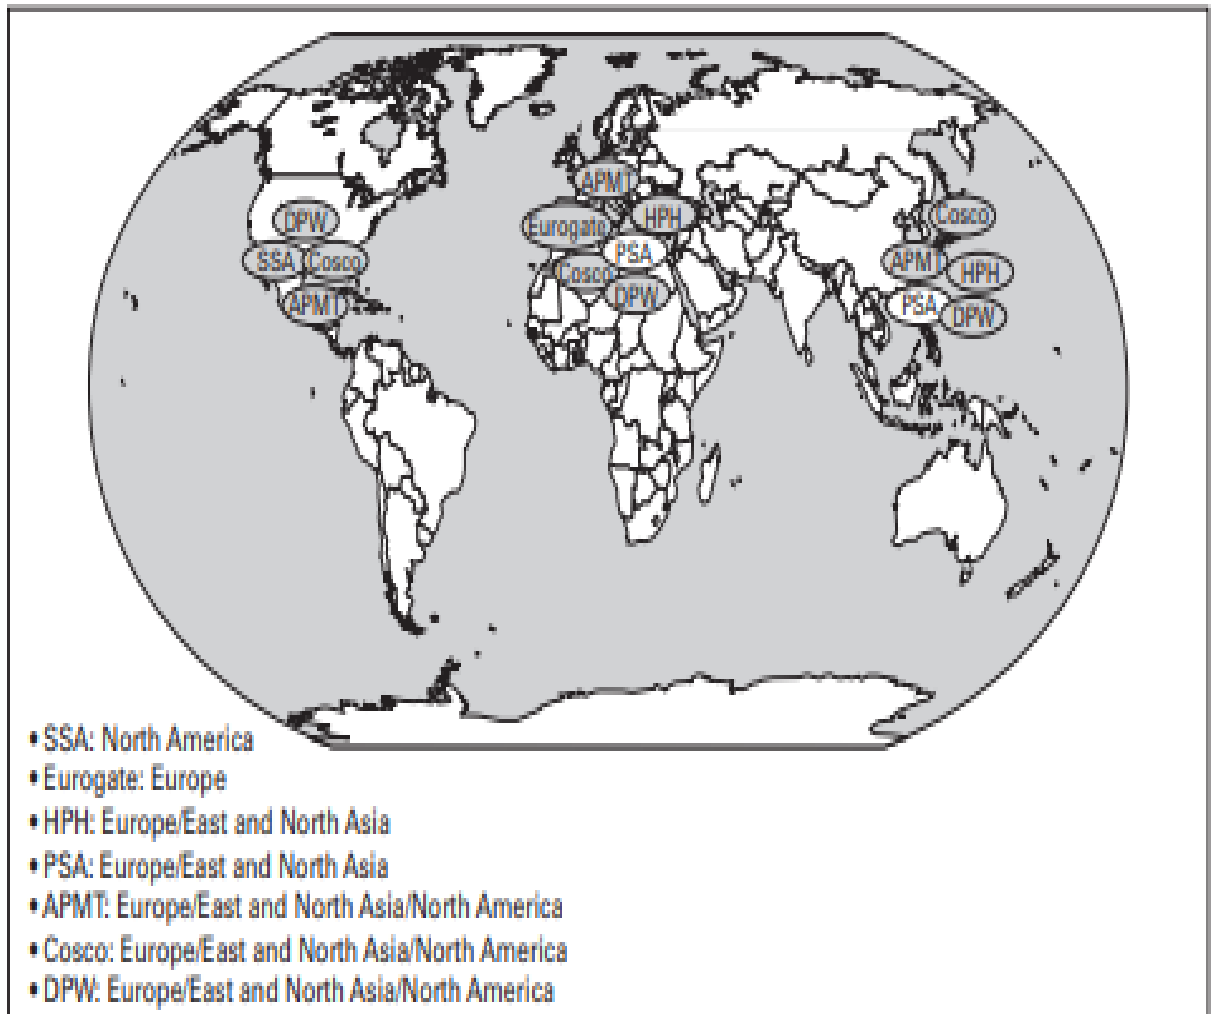 APMT
DPW
Eurogate
HPH
Cosco
SSA
Cosco
PSA
APMT
HPH
Cosco
APMT
DPW
PSA
DPW
• SSA: North America
• Eurogate: Europe
• HPH: Europe/East and North Asia
• PSA: Europe/East and North Asia
• APMT: Europe/East and North Asia/North America
• Cosco: Europe/East and North Asia/North America
• DPW: Europe/East and North Asia/North America